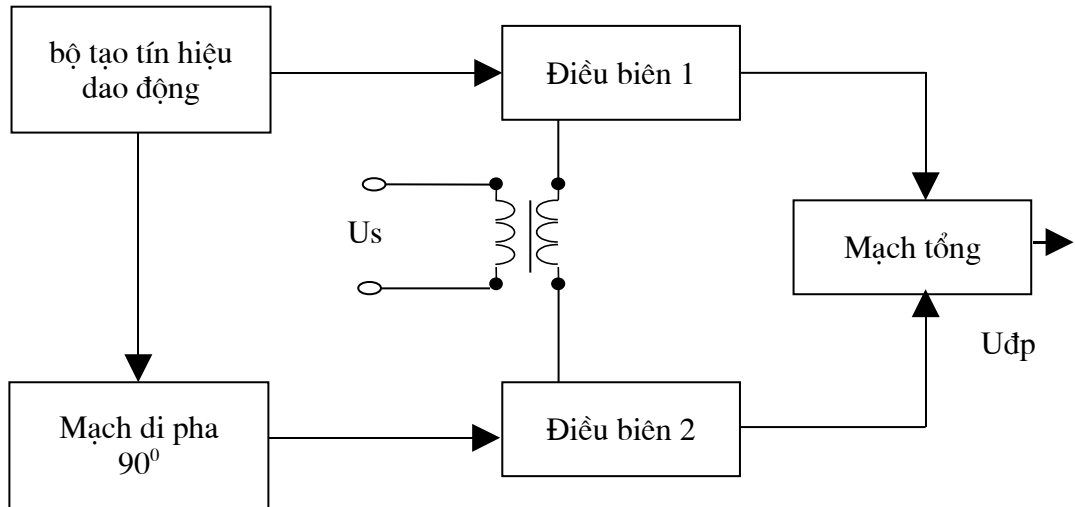 bộ tạo tín hiệu
dao động
Điều biên 1
Us
Mạch tổng
Uđp
Mạch di pha
90⁰
Điều biên 2